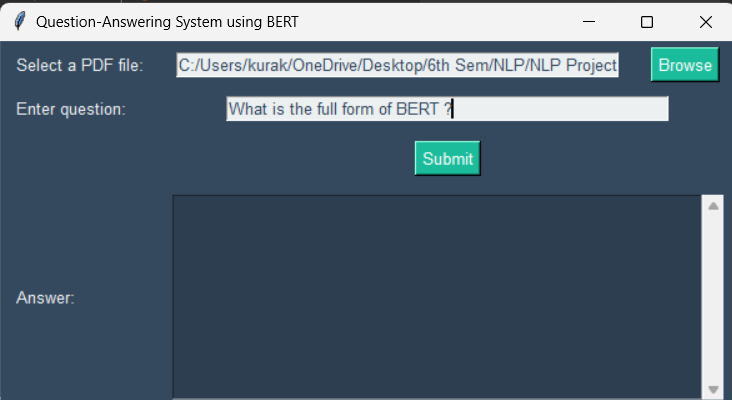 Question-Answering System using BERT
Select a PDF file: C:/Users/kurak/OneDrive/Desktop/6th Sem/NLP/NLP Project Browse
Enter question: What is the full form of BERT ?
Submit
Answer: